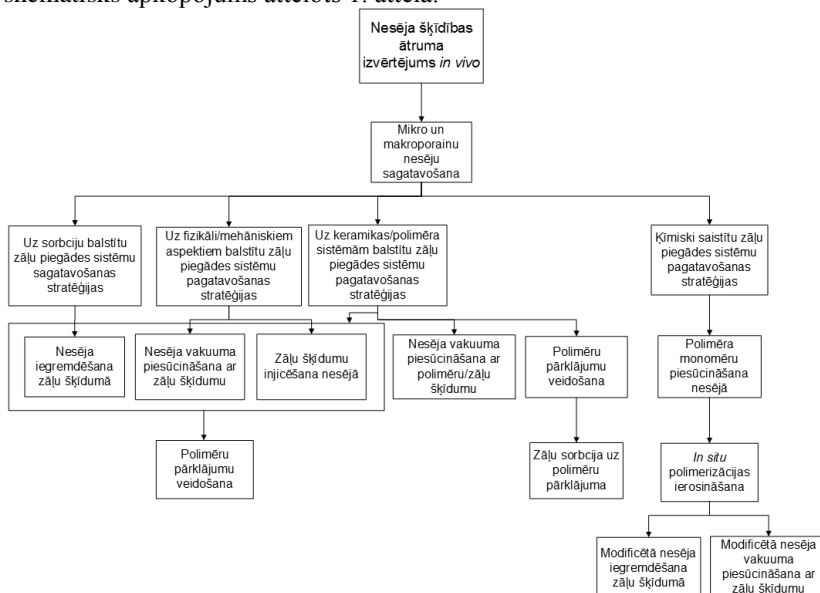 shematisks apkopojums attēlots 1. attēlā.
Nesēja šķīdības
ātruma
izvērtējums in vivo
Mikro un
makroporainu
nesēju
sagatavošana
Uz sorbciju balstītu
zāļu piegādes sistēmu
sagatavošanas
stratēģijas
Uz fizikāli/mehāniskiem
aspektiem balstītu zāļu
piegādes sistēmu
pagatavošanas
stratēģijas
Uz keramikas/polimēra
sistēmām balstītu zāļu
piegādes sistēmu
pagatavošanas
stratēģijas
Ķīmiski saistītu zāļu
piegādes sistēmu
pagatavošanas
stratēģijas
Nesēja
iegremdēšana
zāļu šķīdumā
Nesēja vakuuma
piesūcināšana ar
zāļu šķīdumu
Zāļu šķīdumu
injicēšana nesējā
Nesēja vakuuma
piesūcināšana ar
polimēru/zāļu
šķīdumu
Polimēru
pārklājumu
veidošana
Polimēra
monomēru
piesūcināšana
nesējā
Polimēru
pārklājumu
veidošana
Zāļu sorbcija uz
polimēru
pārklājuma
In situ
polimerizācijas
ierosināšana
Modificētā nesēja
iegremdēšana
zāļu šķīdumā
Modificētā nesēja
vakuuma
piesūcināšana ar
zāļu šķīdumu